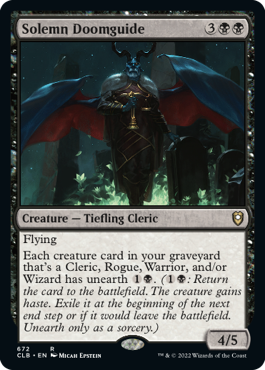 Solemn Doomguide 3
Creature — Tiefling Cleric
Flying
Each creature card in your graveyard
that's a Cleric, Rogue, Warrior, and/or
Wizard has unearth 1. (1: Return
the card to the battlefield. The creature gains
haste. Exile it at the beginning of the next
end step or if it would leave the battlefield.
Unearth only as a sorcery.)
4/5
672 R
CLB • EN MICAH EPSTEIN
™ & © 2022 Wizards of the Coast